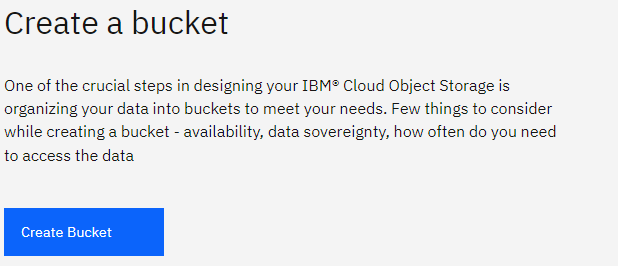 Create a bucket
One of the crucial steps in designing your IBM® Cloud Object Storage is
organizing your data into buckets to meet your needs. Few things to consider
while creating a bucket - availability, data sovereignty, how often do you need
to access the data
Create Bucket